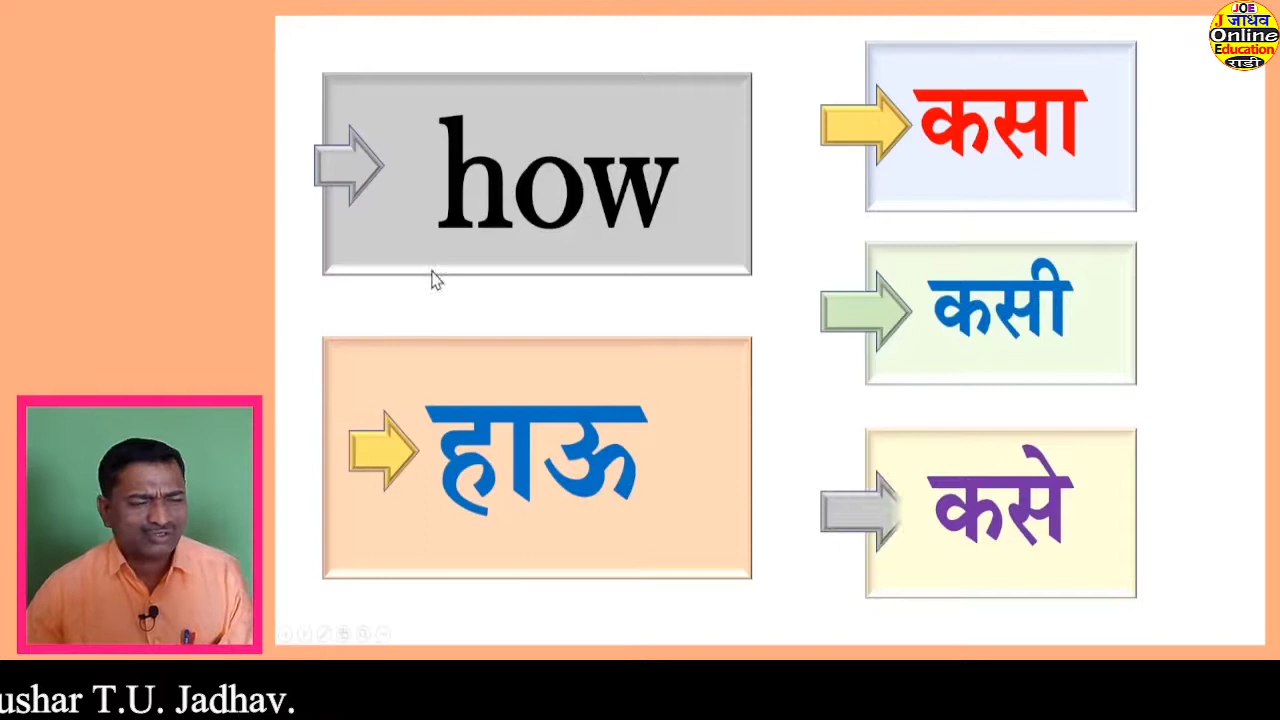 how
हाऊ
कसा
कसी
कसे
JOE
J जाधव
Online
Education
राडी
ushar T.U. Jadhav.